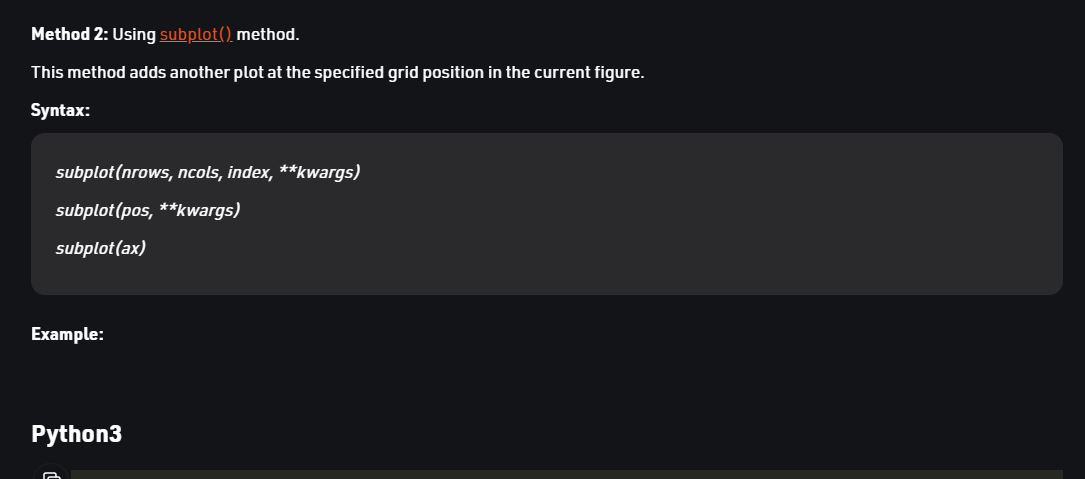 Method 2: Using subplot() method.
This method adds another plot at the specified grid position in the current figure.
Syntax:
subplot(nrows, ncols, index, **kwargs)
subplot(pos, **kwargs)
subplot(ax)
Example:
Python3